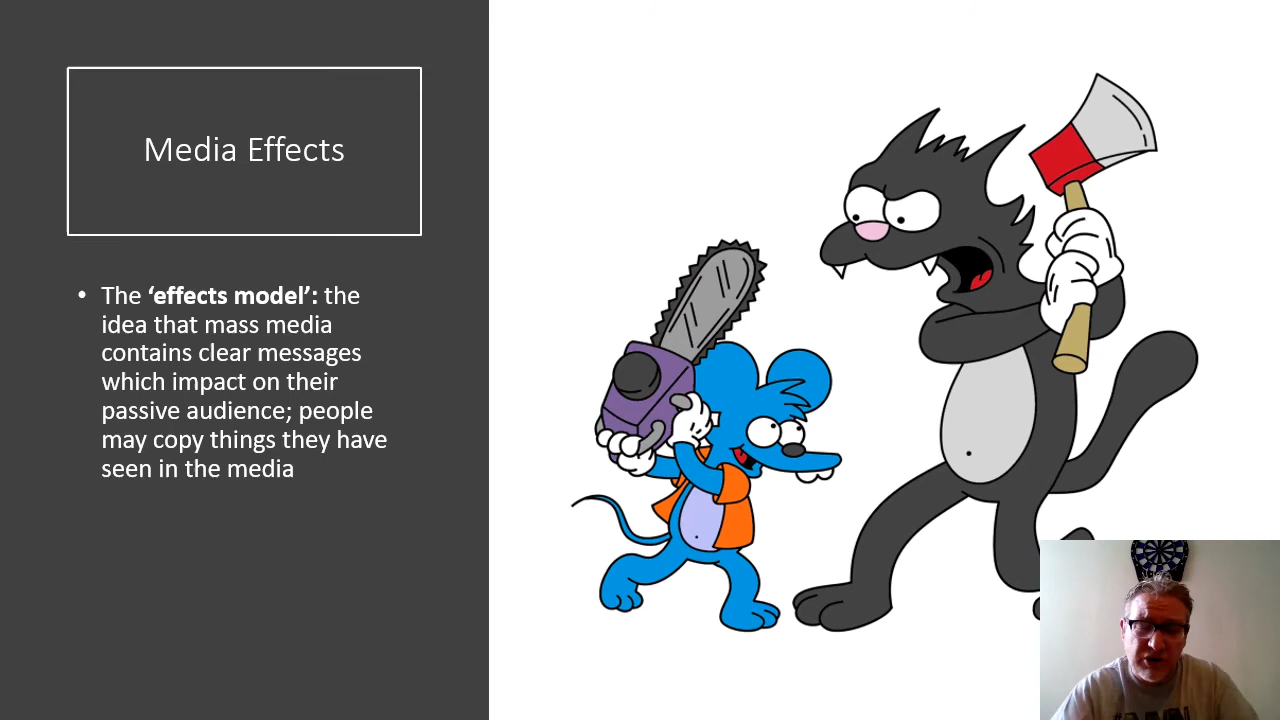 Media Effects
• The ‘effects model’: the
idea that mass media
contains clear messages
which impact on their
passive audience; people
may copy things they have
seen in the media